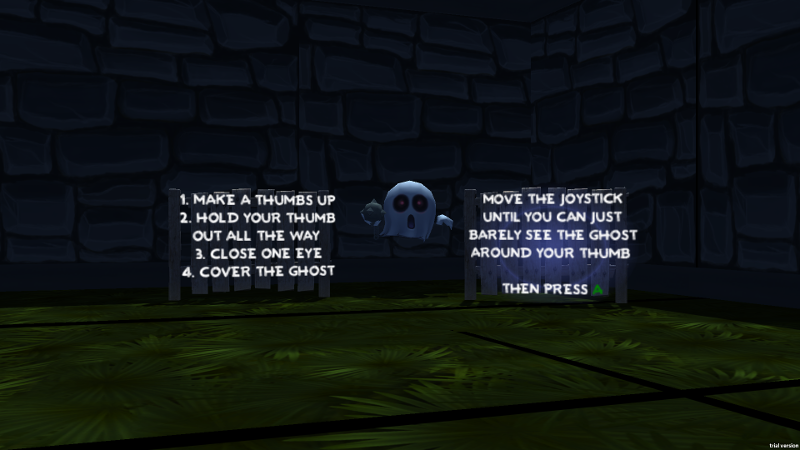 1. MAKE A THUMBS UP
2. HOLD YOUR THUMB
OUT ALL THE WAY
3. CLOSE ONE EYE
4. COVER THE GHOST
MOVE THE JOYSTICK
UNTIL YOU CAN JUST
BARELY SEE THE GHOST
AROUND YOUR THUMB
THEN PRESS A
trial version